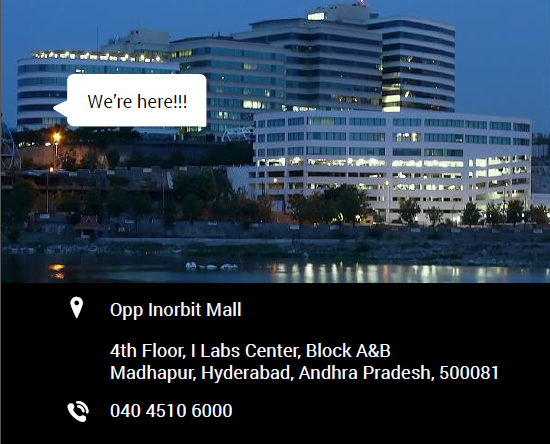 We're here!!!
Opp Inorbit Mall
4th Floor, I Labs Center, Block A&B
Madhapur, Hyderabad, Andhra Pradesh, 500081
040 4510 6000